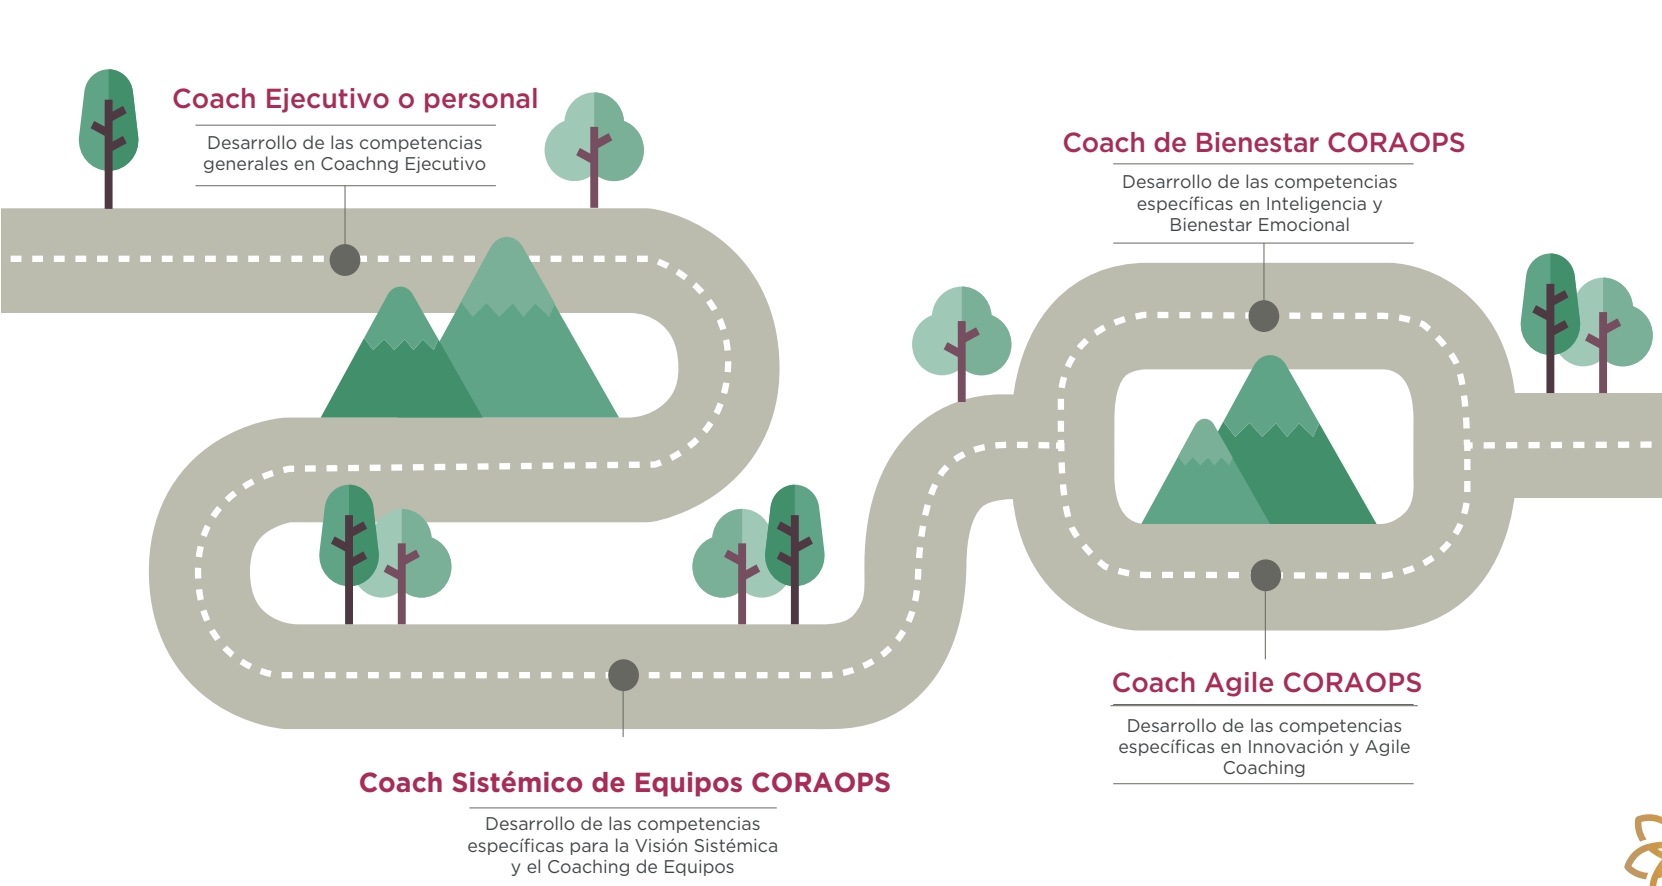 Coach Ejecutivo o personal
Desarrollo de las competencias
generales en Coachng Ejecutivo
Coach de Bienestar CORAOPS
Desarrollo de las competencias
específicas en Inteligencia y
Bienestar Emocional
Coach Sistémico de Equipos CORAOPS
Desarrollo de las competencias
específicas para la Visión Sistémica
y el Coaching de Equipos
Coach Agile CORAOPS
Desarrollo de las competencias
específicas en Innovación y Agile
Coaching